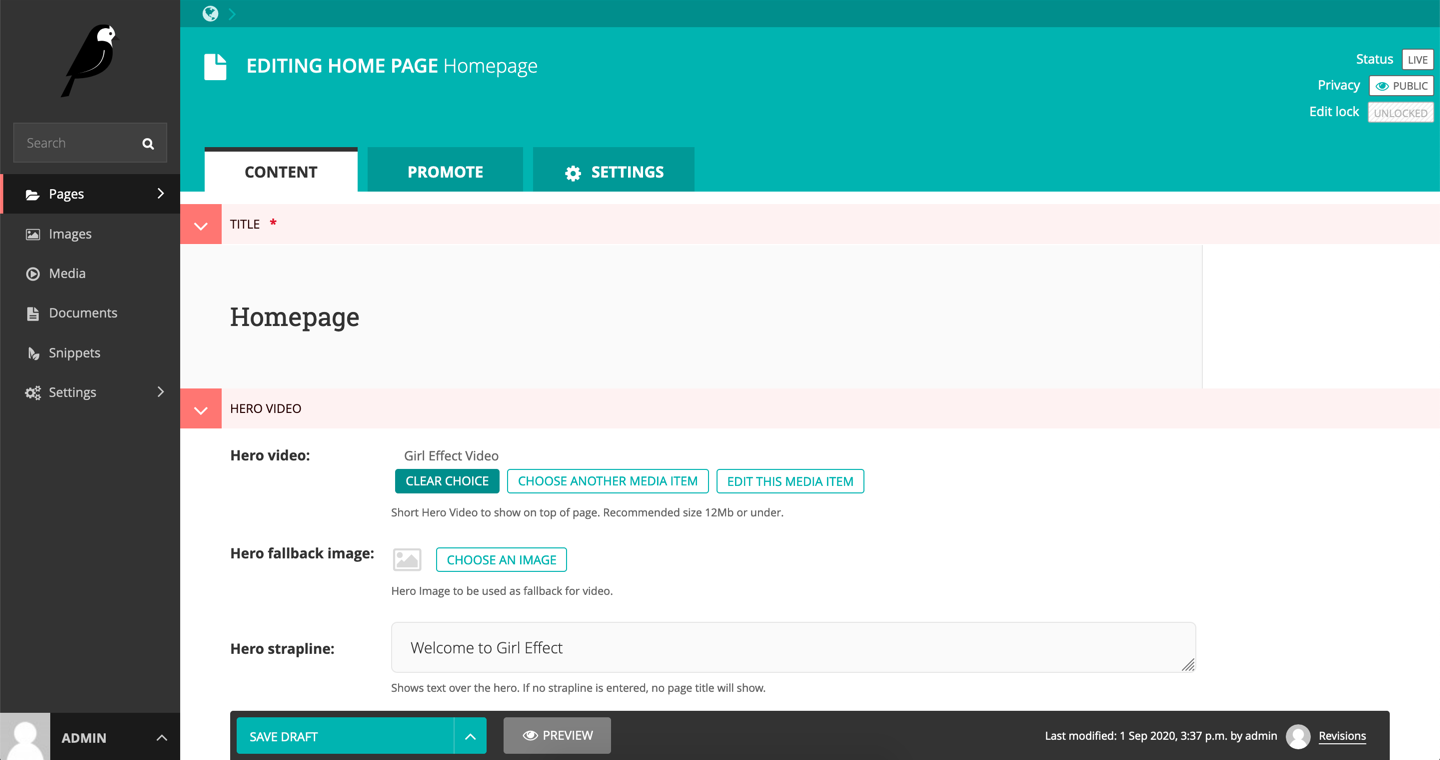 EDITING HOME PAGE Homepage
Status LIVE
Privacy PUBLIC
Edit lock UNLOCKED
Search
Pages
Images
Media
Documents
Snippets
Settings
CONTENT PROMOTE SETTINGS
TITLE *
Homepage
HERO VIDEO
Hero video: Girl Effect Video
CLEAR CHOICE CHOOSE ANOTHER MEDIA ITEM EDIT THIS MEDIA ITEM
Short Hero Video to show on top of page. Recommended size 12Mb or under.
Hero fallback image: CHOOSE AN IMAGE
Hero Image to be used as fallback for video.
Hero strapline: Welcome to Girl Effect
Shows text over the hero. If no strapline is entered, no page title will show.
ADMIN
SAVE DRAFT PREVIEW Last modified: 1 Sep 2020, 3:37 p.m. by admin Revisions